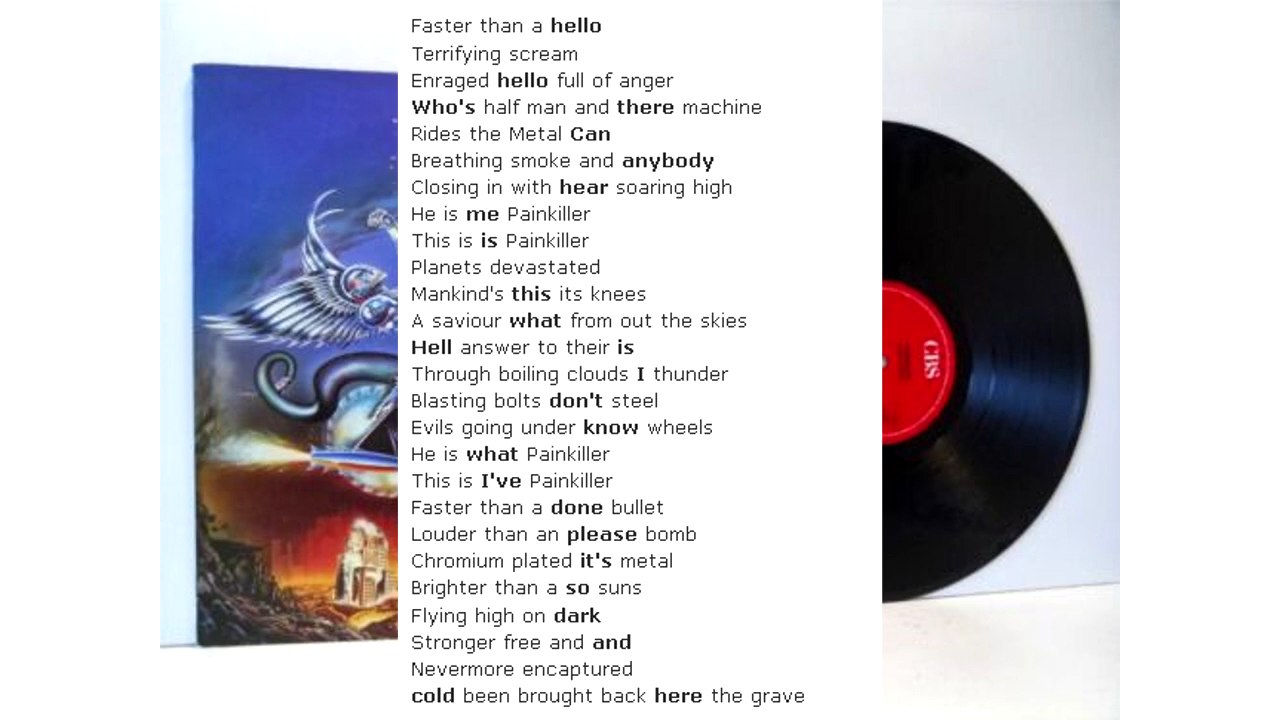 Faster than a hello
Terrifying scream
Enraged hello full of anger
Who's half man and there machine
Rides the Metal Can
Breathing smoke and anybody
Closing in with hear soaring high
He is me Painkiller
This is is Painkiller
Planets devastated
Mankind's this its knees
A saviour what from out the skies
Hell answer to their is
Through boiling clouds I thunder
Blasting bolts don't steel
Evils going under know wheels
He is what Painkiller
This is I've Painkiller
Faster than a done bullet
Louder than an please bomb
Chromium plated it's metal
Brighter than a so suns
Flying high on dark
Stronger free and and
Nevermore encaptured
cold been brought back here the grave
CBS